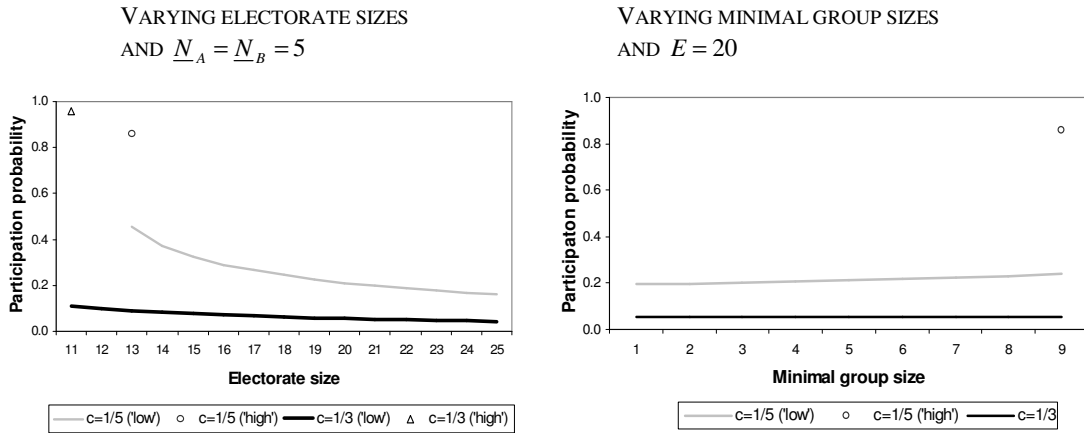 VARYING ELECTORATE SIZES
AND N_A = N_B = 5
Participation probability
1.0
0.8
0.6
0.4
0.2
0.0
11 12 13 14 15 16 17 18 19 20 21 22 23 24 25
Electorate size
c=1/5 ('low') c=1/5 ('high') c=1/3 ('low') c=1/3 ('high')
VARYING MINIMAL GROUP SIZES
AND E = 20
Participaton probability
1.0
0.8
0.6
0.4
0.2
0.0
1 2 3 4 5 6 7 8 9
Minimal group size
c=1/5 ('low') c=1/5 ('high') c=1/3